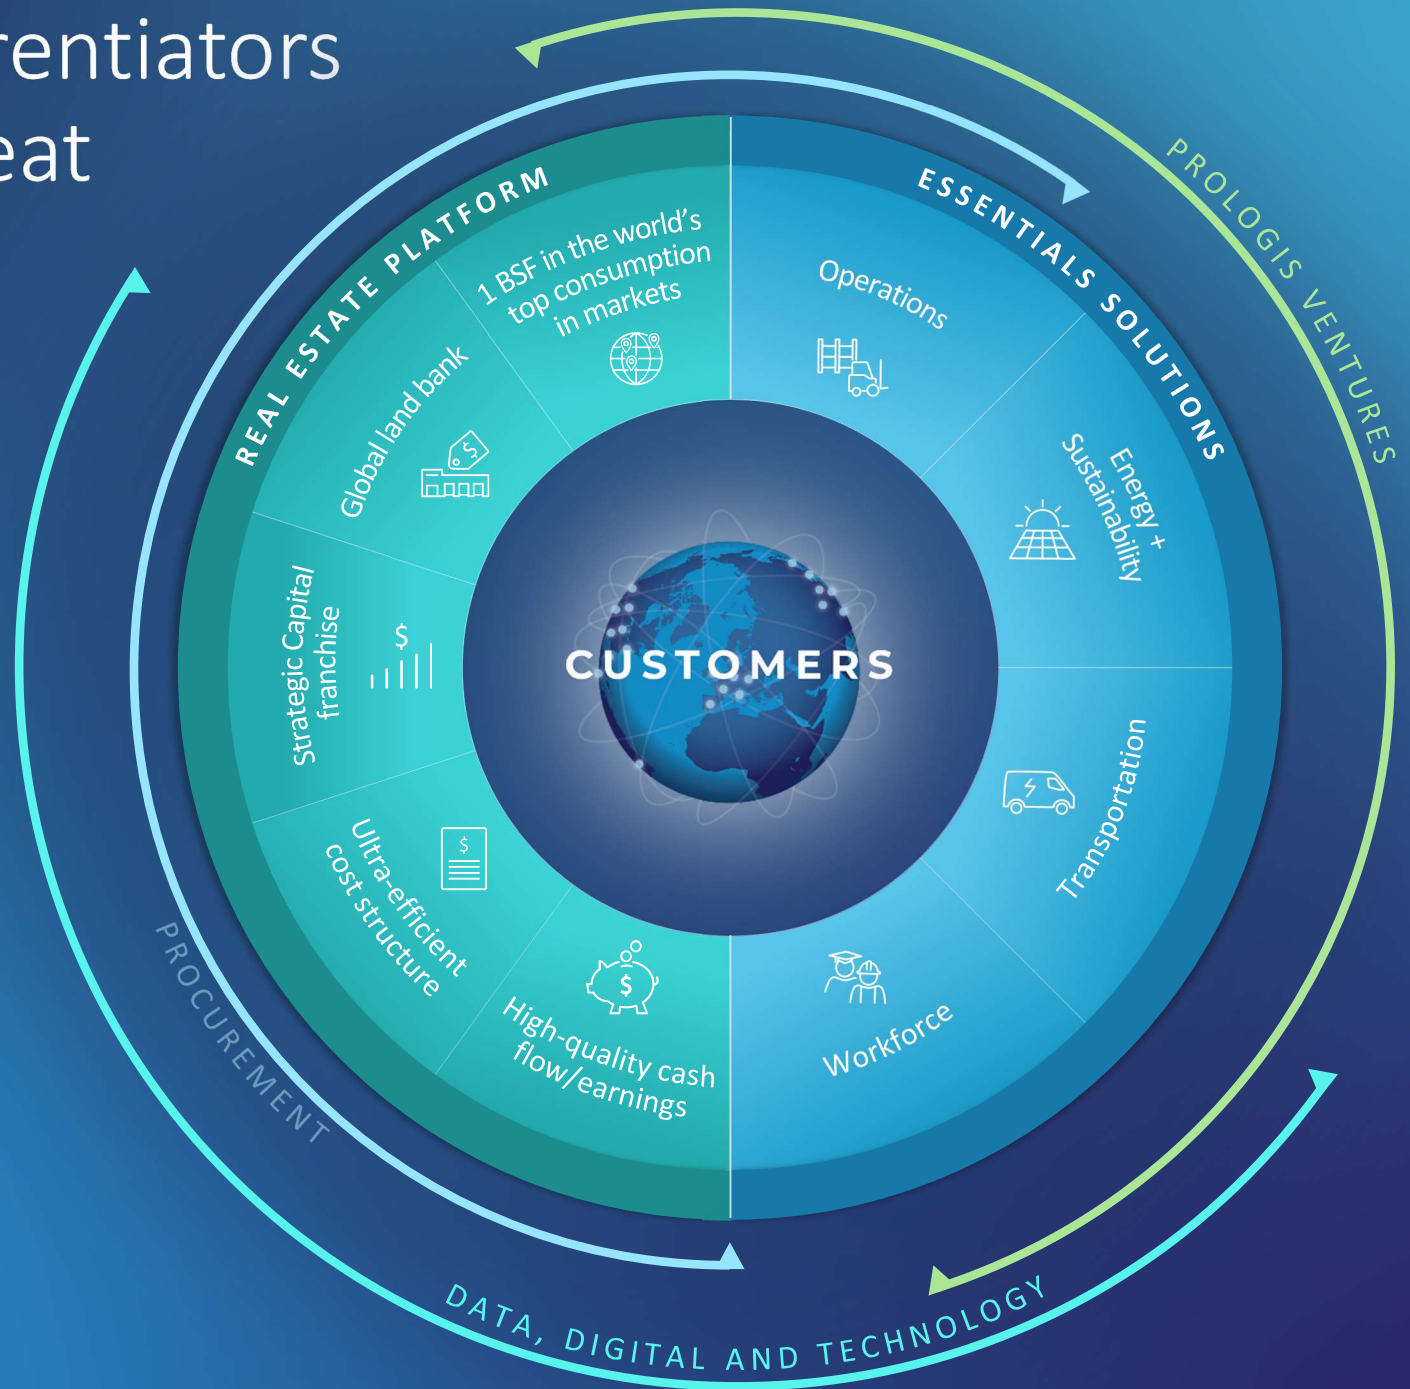 rentiators
eat
REAL ESTATE PLATFORM
1 BSF in the world's
top consumption
in markets
Global land bank
$
Strategic Capital
franchise
$
Ultra-efficient
cost structure
$
High-quality cash
flow/earnings
$
ESSENTIALS SOLUTIONS
Operations
Energy +
Sustainability
Transportation
Workforce
CUSTOMERS
PROLOGIS VENTURES
PROCUREMENT
DATA, DIGITAL AND TECHNOLOGY